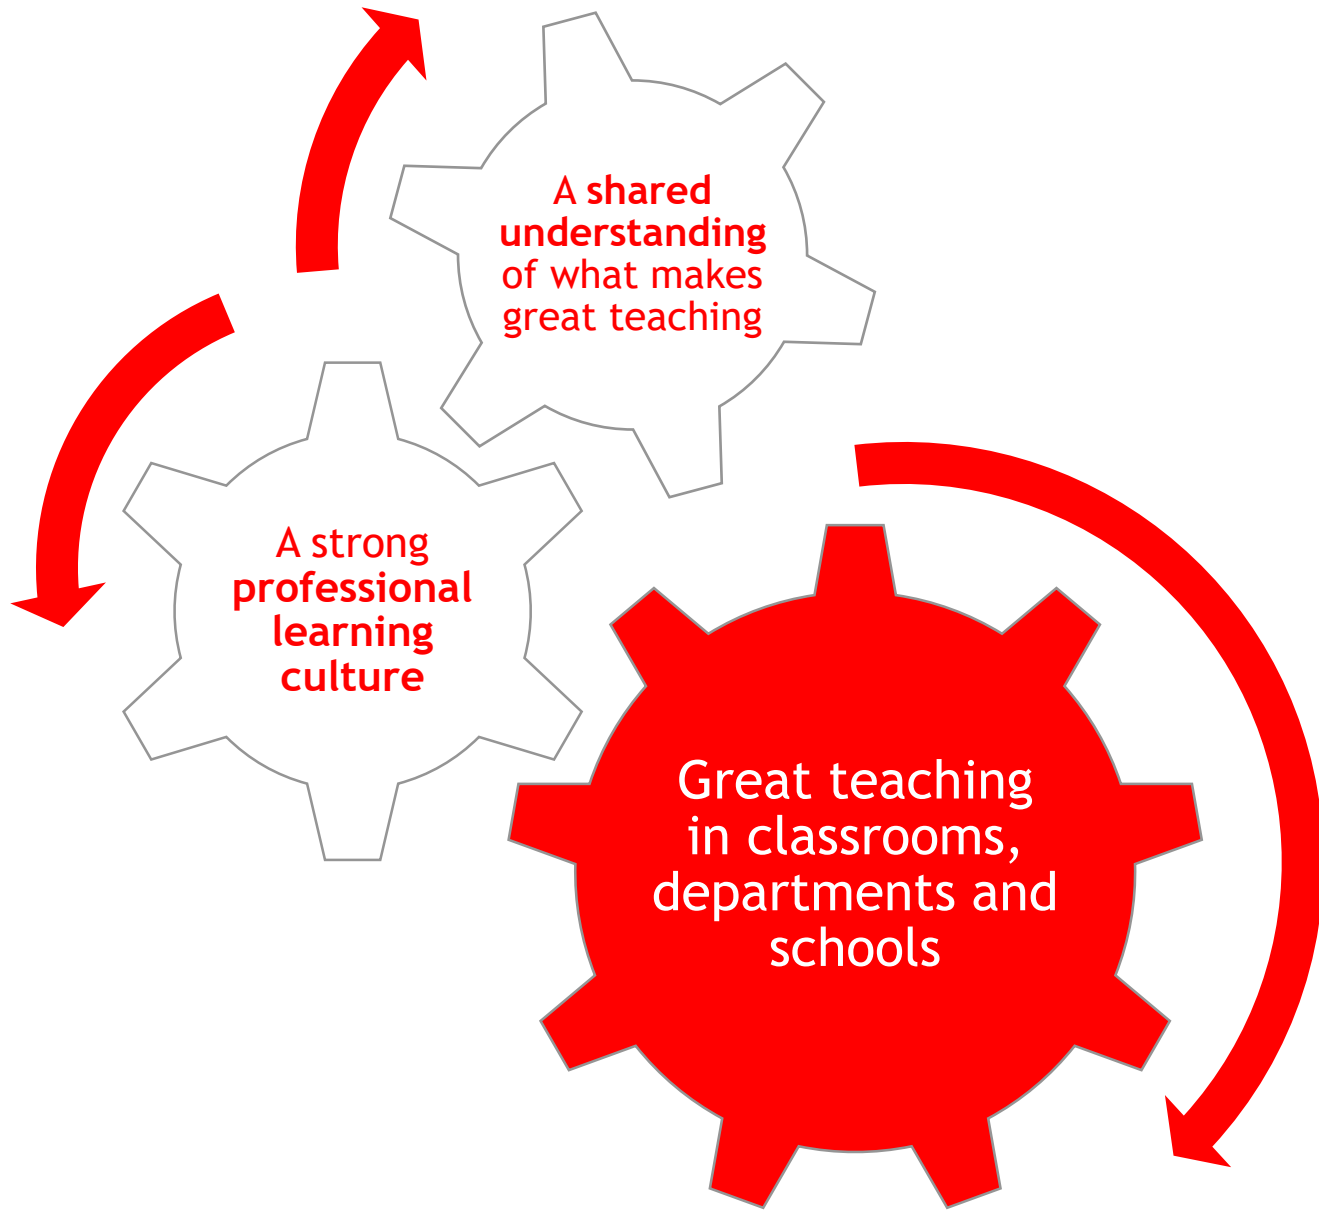 A shared
understanding
of what makes
great teaching
A strong
professional
learning
culture
Great teaching
in classrooms,
departments and
schools